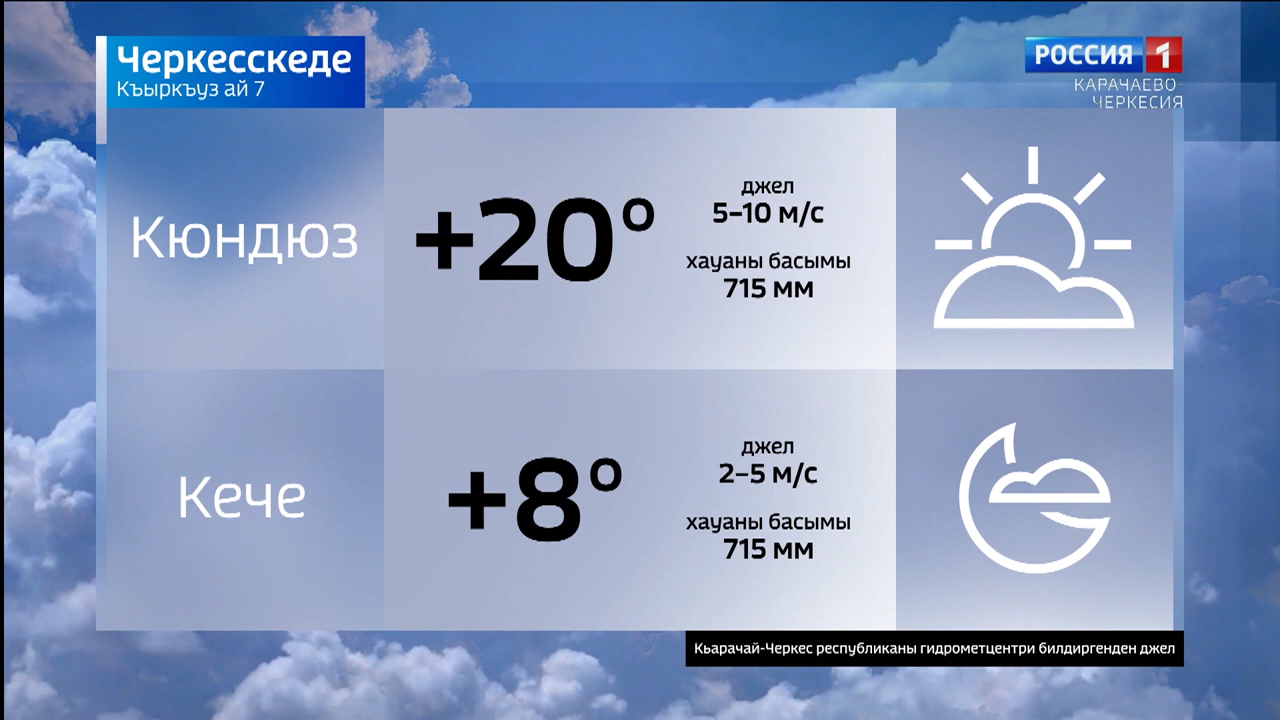 Черкесскеде
Къыркъуз ай 7
РОССИЯ 1
КАРАЧАЕВО-
ЧЕРКЕСИЯ
Кюндюз
+20°
джел
5-10 м/с
хауаны басымы
715 мм
Кече
+8°
джел
2-5 м/с
хауаны басымы
715 мм
Кьарачай-Черкес республиканы гидрометцентри билдиргенден джел